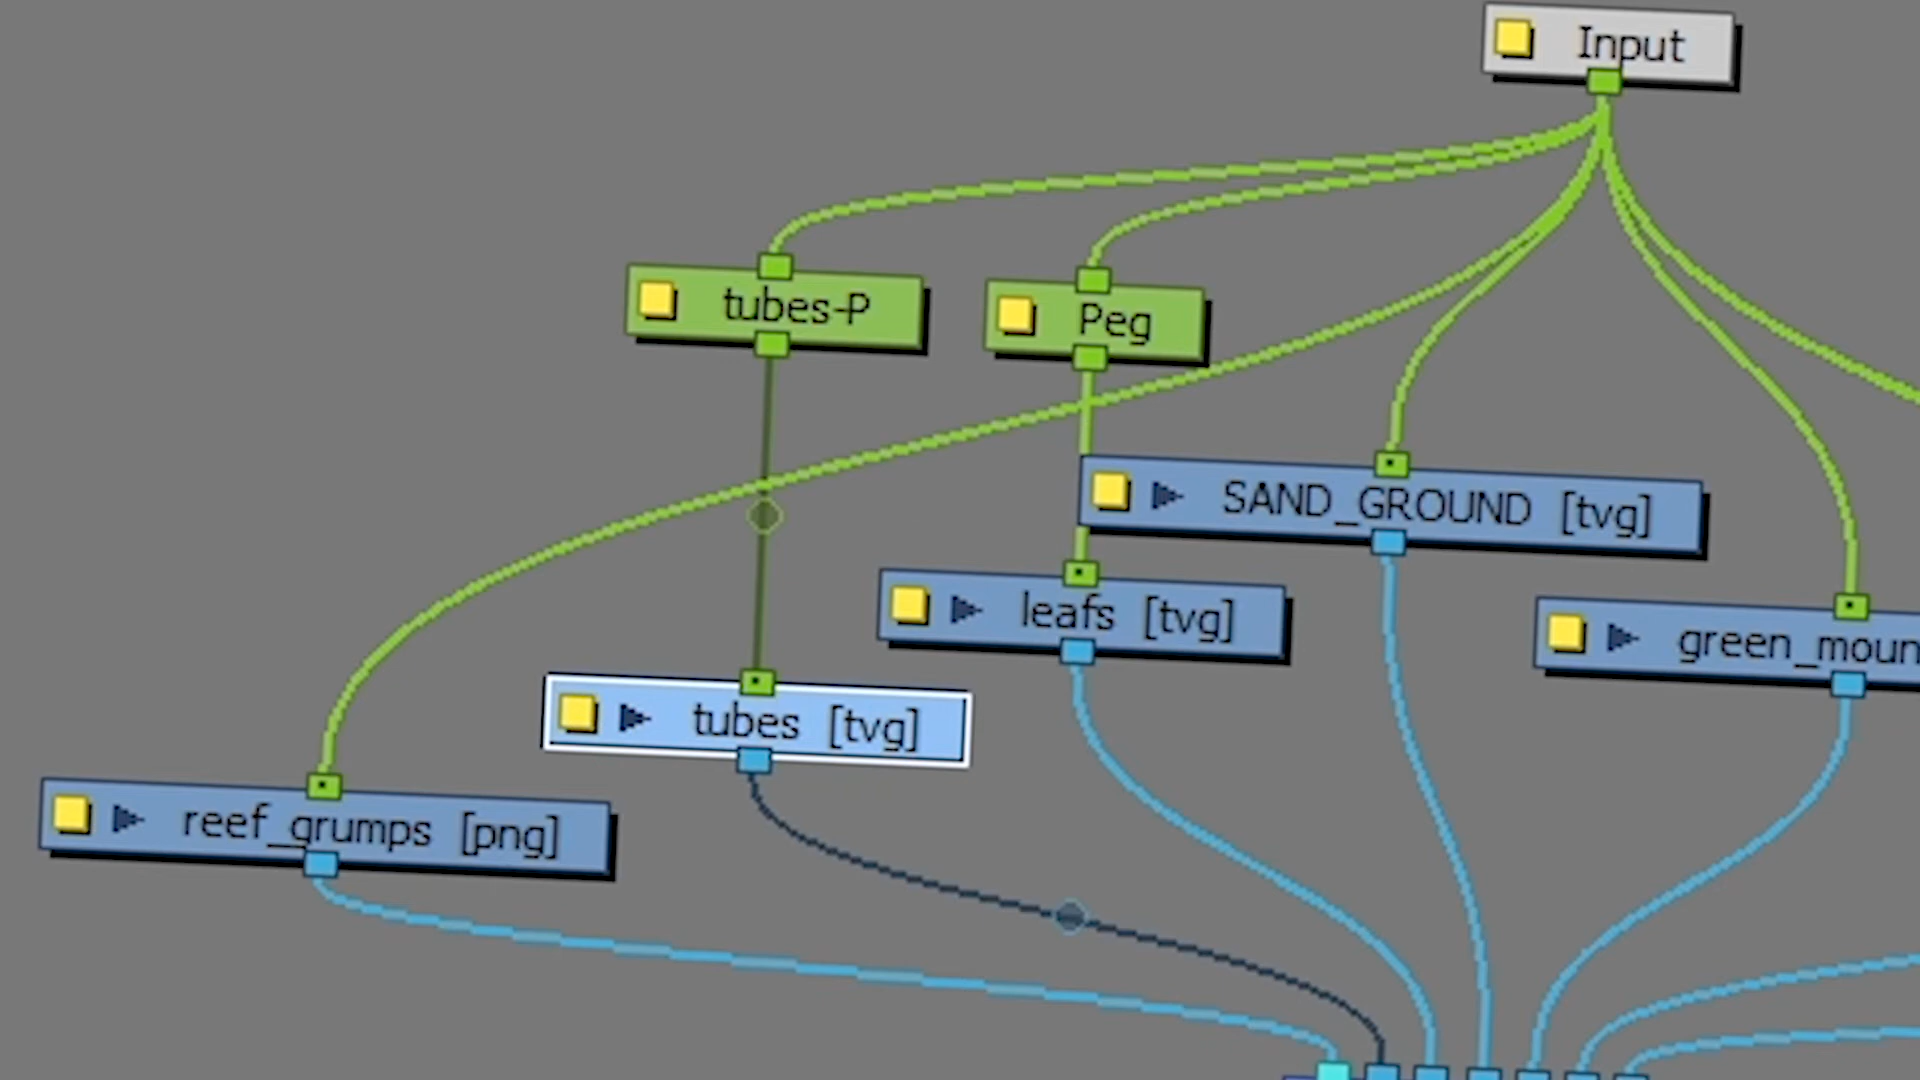 Input
tubes-P
Peg
SAND_GROUND [tvg]
leafs [tvg]
green_moun
tubes [tvg]
reef_grumps [png]